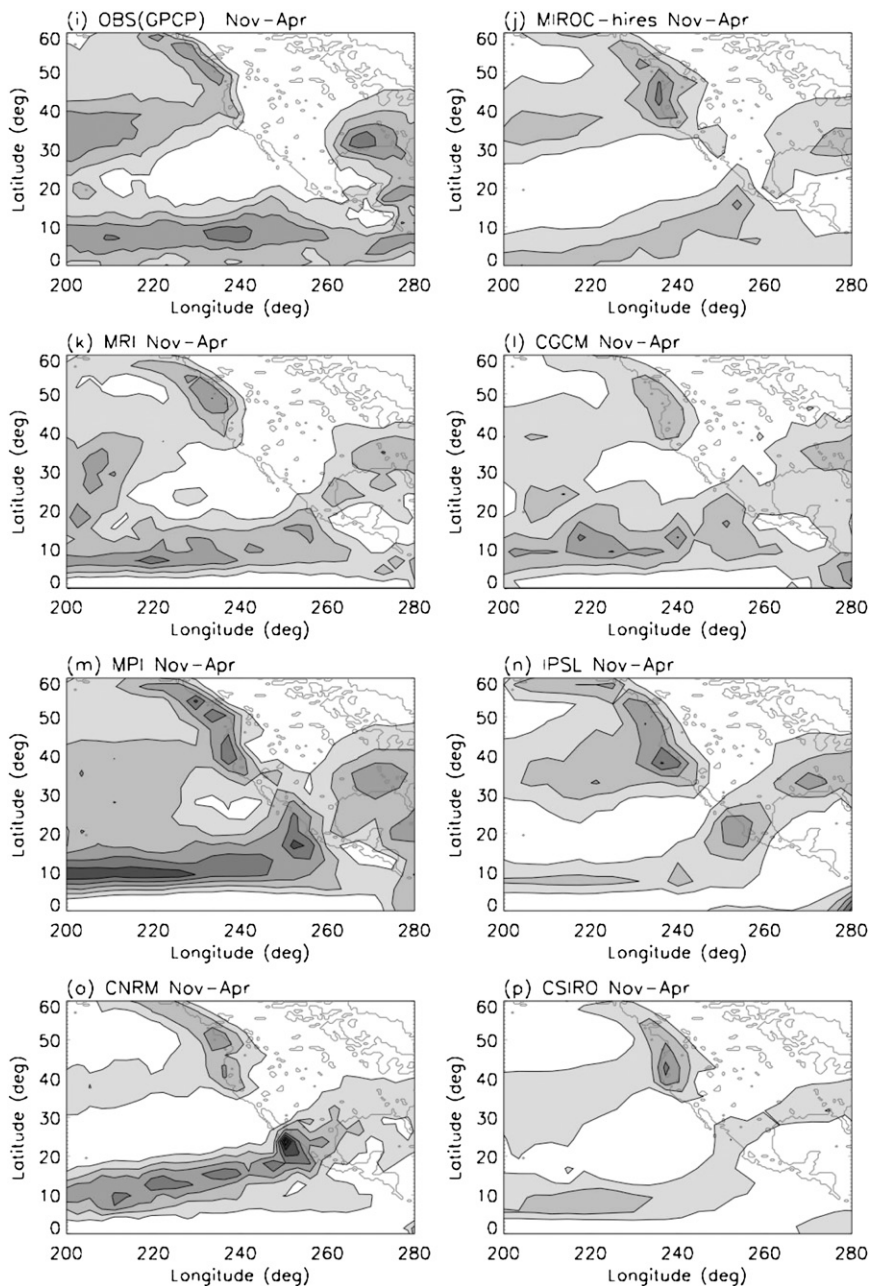 (i) OBS(GPCP) Nov-Apr
60
50
40
30
20
10
0
Latitude (deg)
200 220 240 260 280
Longitude (deg)
(j) MIROC-hires Nov-Apr
60
50
40
30
20
10
0
Latitude (deg)
200 220 240 260 280
Longitude (deg)
(k) MRI Nov-Apr
60
50
40
30
20
10
0
Latitude (deg)
200 220 240 260 280
Longitude (deg)
(l) CGCM Nov-Apr
60
50
40
30
20
10
0
Latitude (deg)
200 220 240 260 280
Longitude (deg)
(m) MPI Nov-Apr
60
50
40
30
20
10
0
Latitude (deg)
200 220 240 260 280
Longitude (deg)
(n) IPSL Nov-Apr
60
50
40
30
20
10
0
Latitude (deg)
200 220 240 260 280
Longitude (deg)
(o) CNRM Nov-Apr
60
50
40
30
20
10
0
Latitude (deg)
200 220 240 260 280
Longitude (deg)
(p) CSIRO Nov-Apr
60
50
40
30
20
10
0
Latitude (deg)
200 220 240 260 280
Longitude (deg)